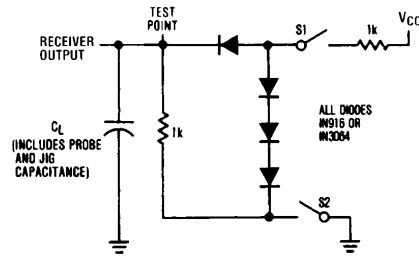 TEST
POINT
RECEIVER
OUTPUT
S1
1k
VCC
CL
(INCLUDES PROBE
AND JIG
CAPACITANCE)
1k
ALL DIODES
IN916 OR
IN3064
S2